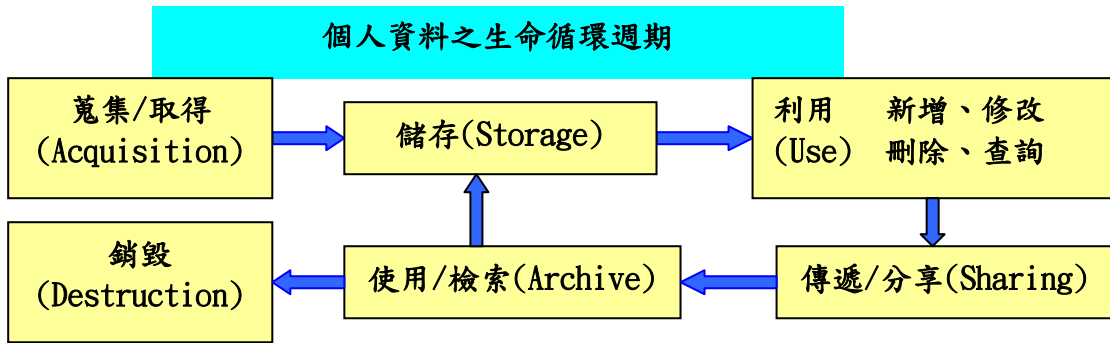 個人資料之生命循環週期
蒐集/取得
(Acquisition)
儲存(Storage)
利用　新增、修改
(Use)　刪除、查詢
銷毀
(Destruction)
使用/檢索(Archive)
傳遞/分享(Sharing)